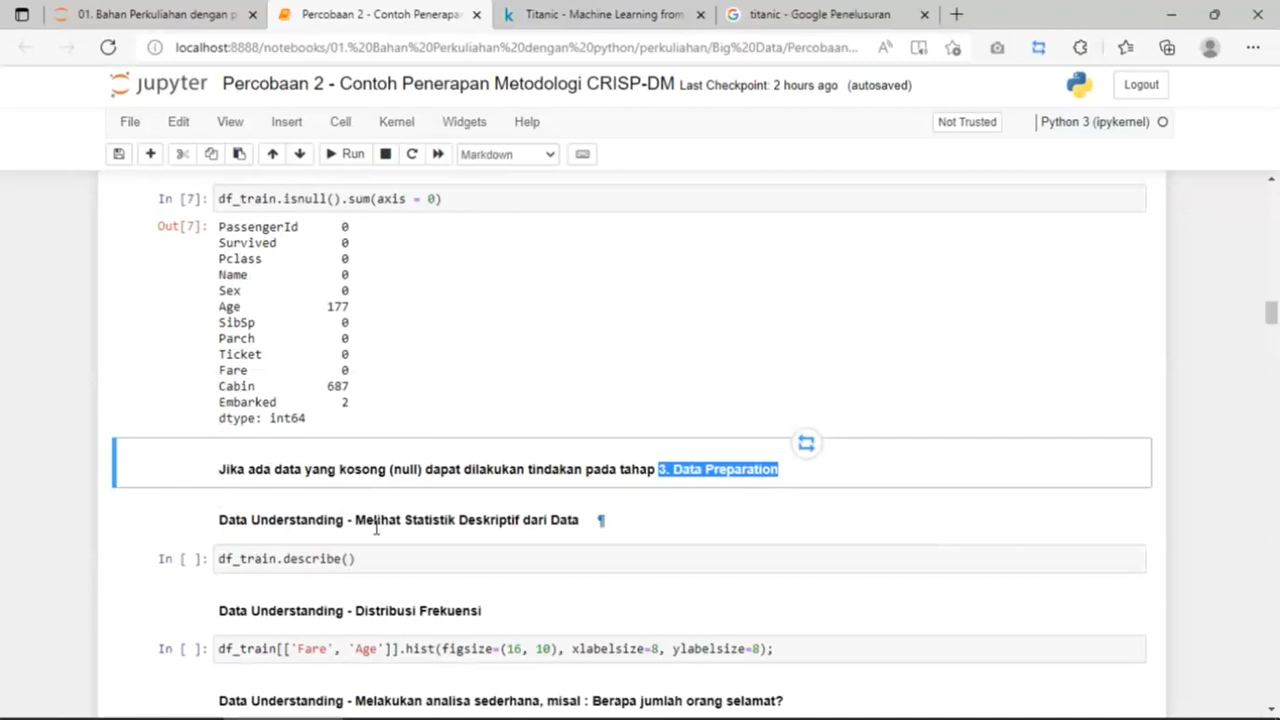 01. Bahan Perkuliahan dengan p
Percobaan 2 - Contoh Penerapa
Titanic - Machine Learning from
titanic - Google Penelusuran
localhost:8888/notebooks/01.%20Bahan%20Perkuliahan%20dengan%20python/perkuliahan/Big%20Data/Percobaan...
jupyter Percobaan 2 - Contoh Penerapan Metodologi CRISP-DM Last Checkpoint: 2 hours ago (autosaved)
Logout
File Edit View Insert Cell Kernel Widgets Help
Not Trusted
Python 3 (ipykernel)
Run
Markdown
In [7]: df_train.isnull().sum(axis = 0)
Out[7]: PassengerId 0
Survived 0
Pclass 0
Name 0
Sex 0
Age 177
SibSp 0
Parch 0
Ticket 0
Fare 0
Cabin 687
Embarked 2
dtype: int64
Jika ada data yang kosong (null) dapat dilakukan tindakan pada tahap 3. Data Preparation
Data Understanding - Melihat Statistik Deskriptif dari Data ¶
In [ ]: df_train.describe()
Data Understanding - Distribusi Frekuensi
In [ ]: df_train[['Fare', 'Age']].hist(figsize=(16, 10), xlabelsize=8, ylabelsize=8);
Data Understanding - Melakukan analisa sederhana, misal : Berapa jumlah orang selamat?